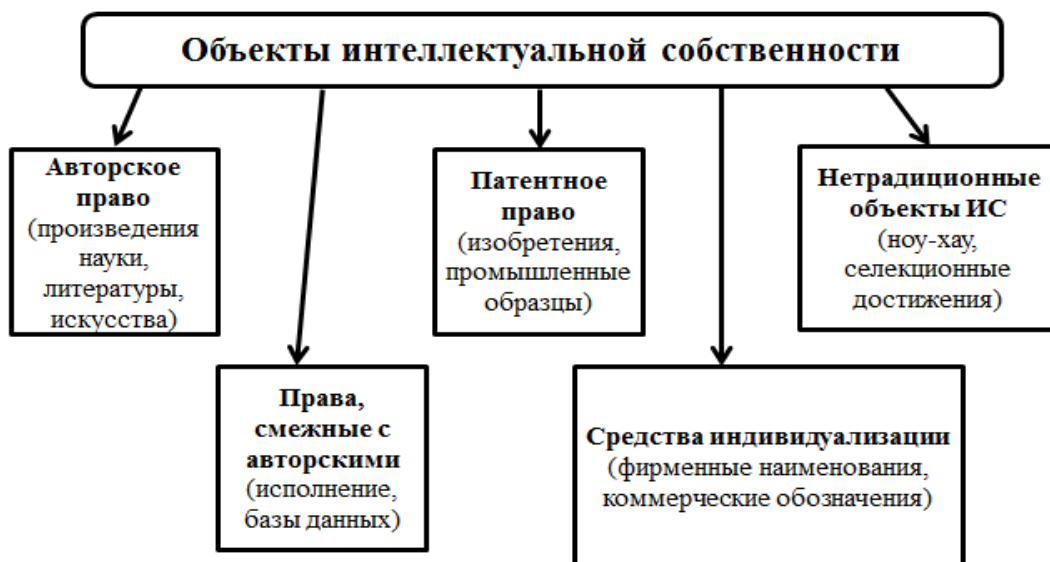 Объекты интеллектуальной собственности
Авторское
право
(произведения
науки,
литературы,
искусства)
Патентное
право
(изобретения,
промышленные
образцы)
Нетрадиционные
объекты ИС
(ноу-хау,
селекционные
достижения)
Права,
смежные с
авторскими
(исполнение,
базы данных)
Средства индивидуализации
(фирменные наименования,
коммерческие обозначения)